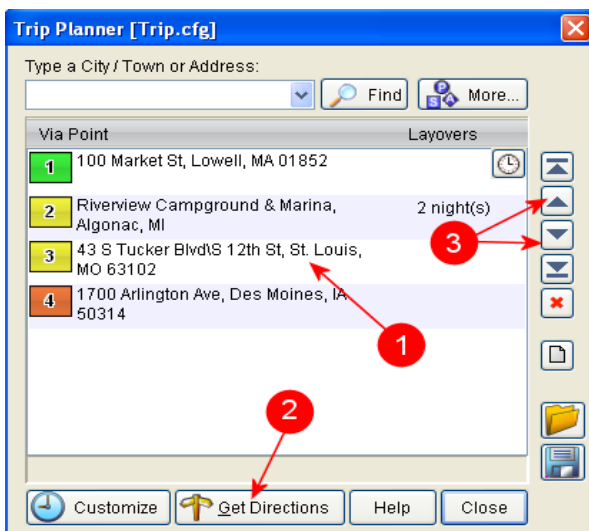 Trip Planner [Trip.cfg]
Type a City / Town or Address:
Find
More...
Via Point
Layovers
1
100 Market St, Lowell, MA 01852
2
Riverview Campground & Marina,
Algonac, MI
2 night(s)
3
3
43 S Tucker Blvd\S 12th St, St. Louis,
MO 63102
4
1700 Arlington Ave, Des Moines, IA
50314
1
2
Customize
Get Directions
Help
Close